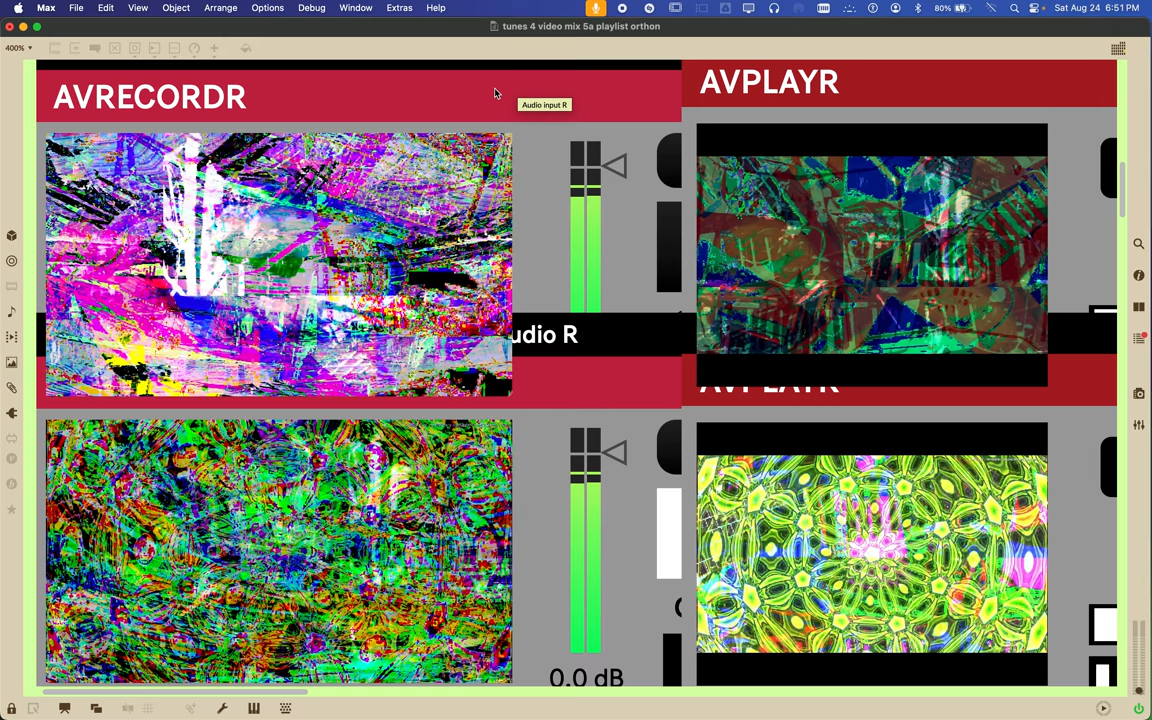 Max File Edit View Object Arrange Options Debug Window Extras Help 80% Sat Aug 24 6:51 PM
tunes 4 video mix 5a playlist orthon
400%
AVRECORDR
AVPLAYR
Audio input R
udio R
AVPLAYR
0.0 dB